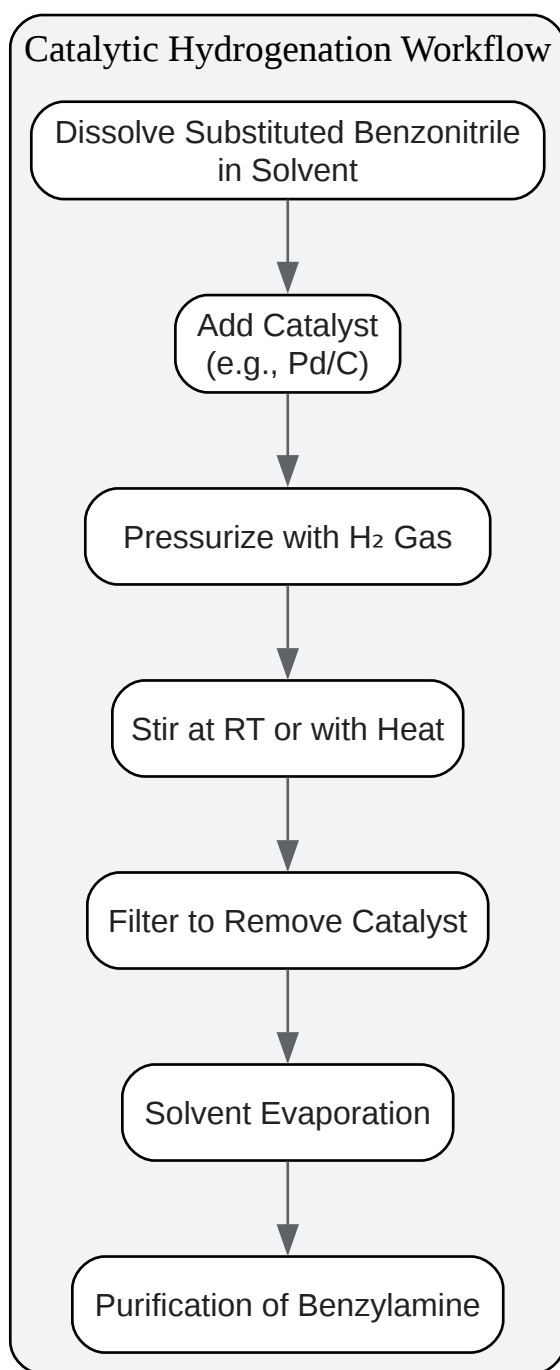 Catalytic Hydrogenation Workflow
Dissolve Substituted Benzonitrile
in Solvent
Add Catalyst
(e.g., Pd/C)
Pressurize with H₂ Gas
Stir at RT or with Heat
Filter to Remove Catalyst
Solvent Evaporation
Purification of Benzylamine